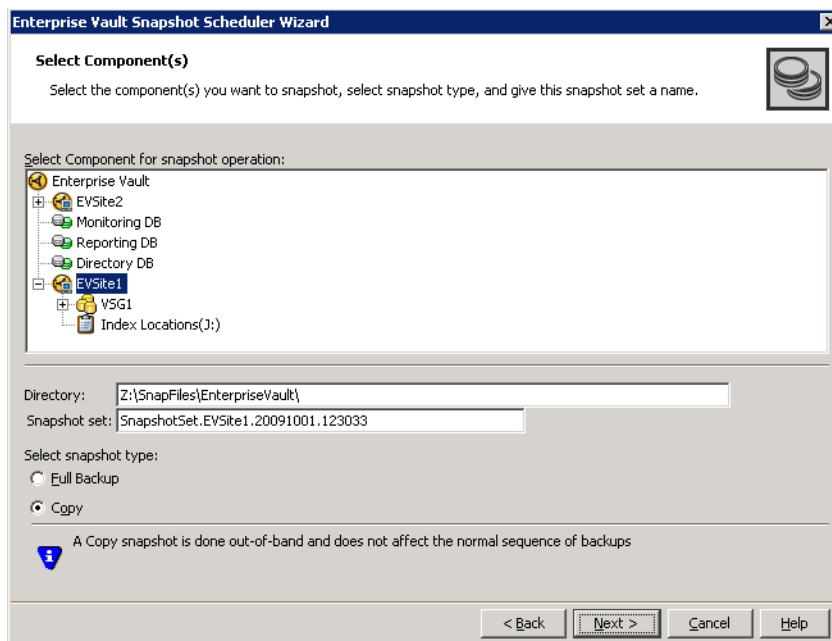 Enterprise Vault Snapshot Scheduler Wizard
Select Component(s)
Select the component(s) you want to snapshot, select snapshot type, and give this snapshot set a name.
Select Component for snapshot operation:
Enterprise Vault
EVSite2
Monitoring DB
Reporting DB
Directory DB
EVSite1
VSG1
Index Locations(J:)
Directory: Z:\SnapFiles\EnterpriseVault\
Snapshot set: SnapshotSet.EVSite1.20091001.123033
Select snapshot type:
Full Backup
Copy
A Copy snapshot is done out-of-band and does not affect the normal sequence of backups
< Back Next > Cancel Help